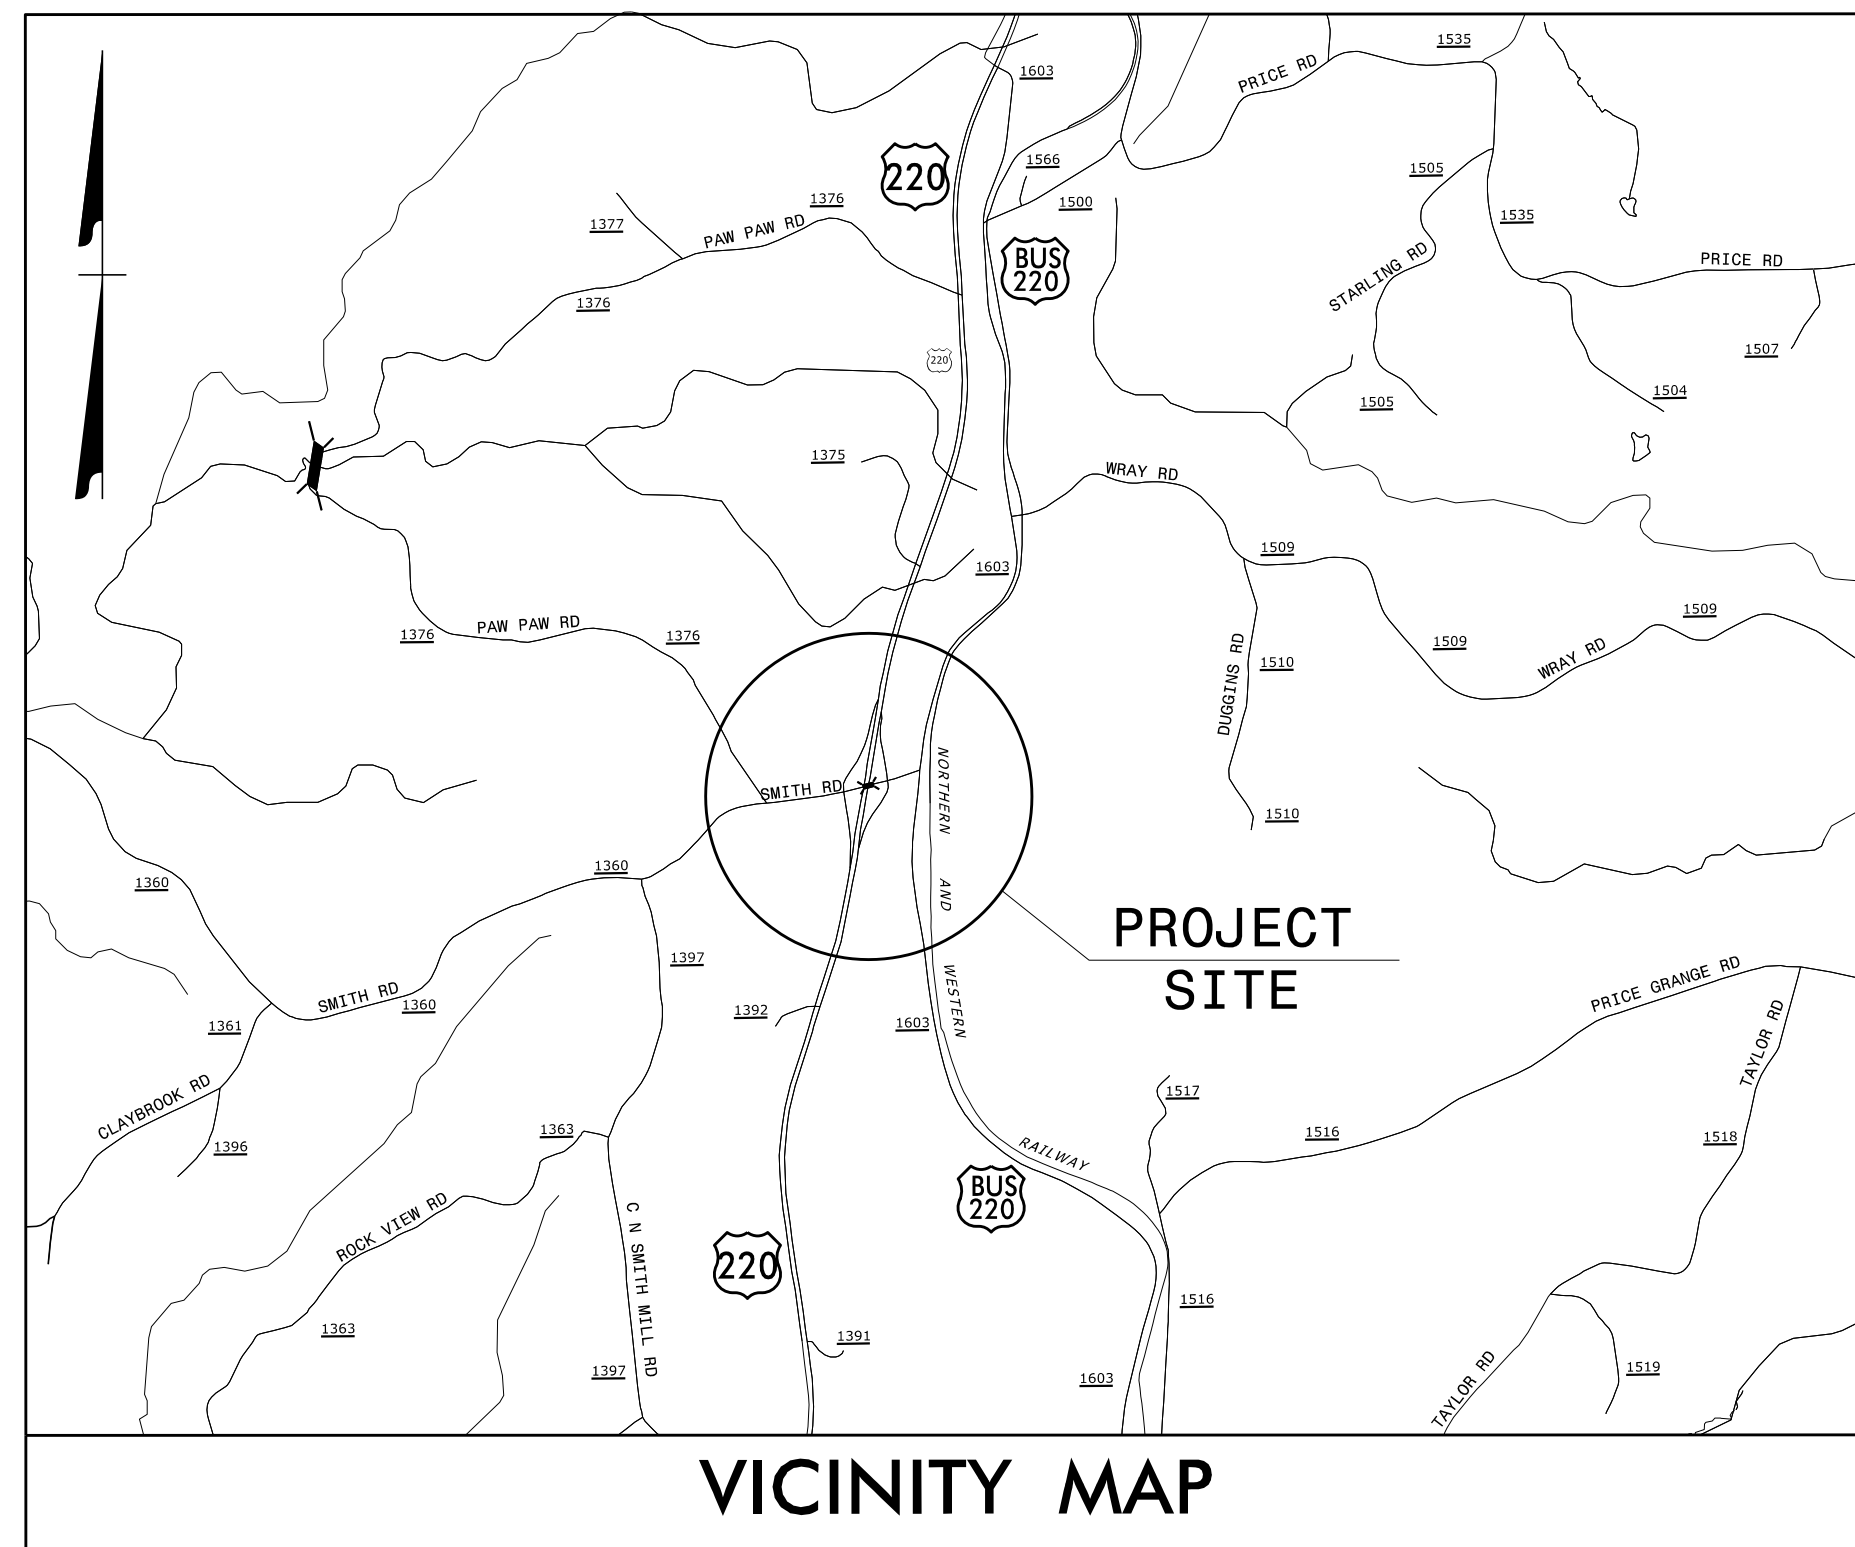 1535
PRICE RD
1603
220
1566
1505
1376
1500
1535
1377
PAW PAW RD
BUS
220
STARLING RD
PRICE RD
1376
220
1507
1504
1505
1375
WRAY RD
1509
1603
1509
PAW PAW RD
1376
1376
1509
DUGGINS RD
1510
WRAY RD
NORTHERN AND WESTERN RAILWAY
SMITH RD
1510
1360
1360
PROJECT
SITE
1397
PRICE GRANGE RD
SMITH RD
1360
1392
1603
1361
TAYLOR RD
CLAYBROOK RD
1517
1363
1516
1518
1396
BUS
220
ROCK VIEW RD
C N SMITH MILL RD
220
1516
1363
1391
1397
1603
1519
TAYLOR RD
VICINITY MAP